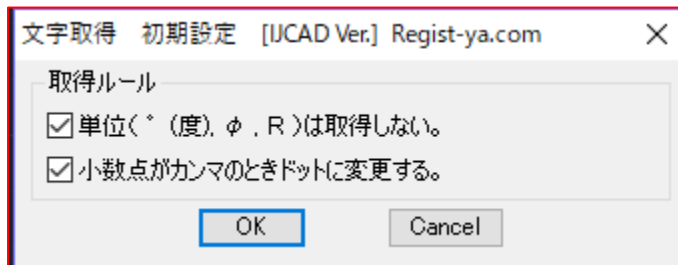 文字取得 初期設定 [IJCAD Ver.] Regist-ya.com
取得ルール
単位( ° (度), φ , R )は取得しない。
小数点がカンマのときドットに変更する。
OK Cancel